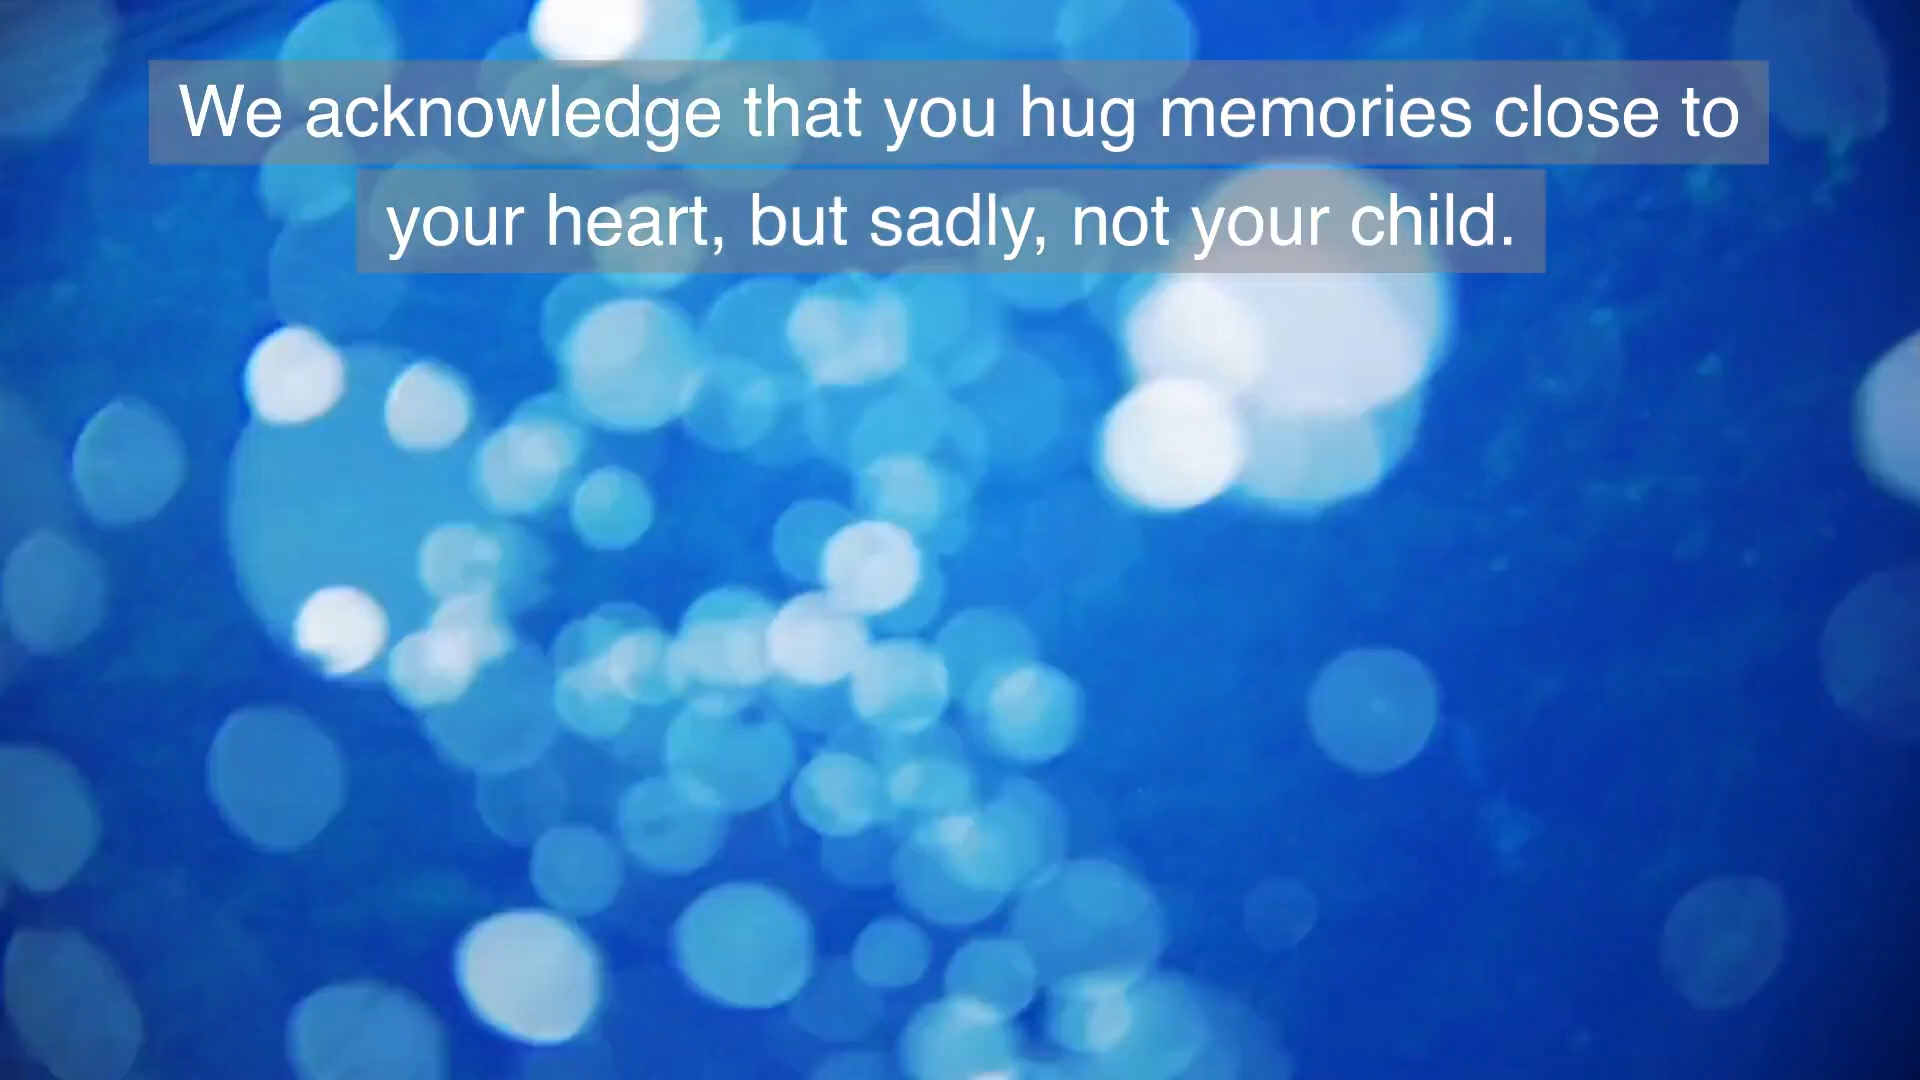 We acknowledge that you hug memories close to
your heart, but sadly, not your child.